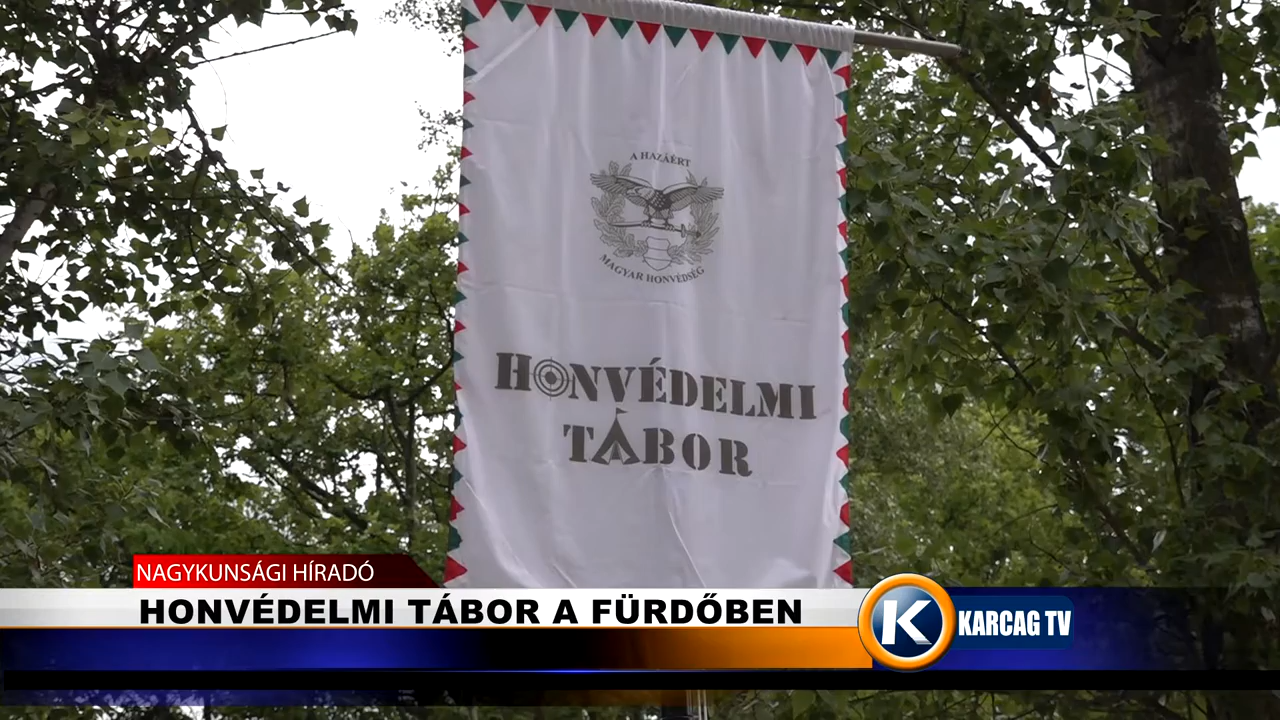 A HAZÁÉRT
MAGYAR HONVÉDSÉG
HONVÉDELMI
TÁBOR
NAGYKUNSÁGI HÍRADÓ
HONVÉDELMI TÁBOR A FÜRDŐBEN
K KARCAG TV